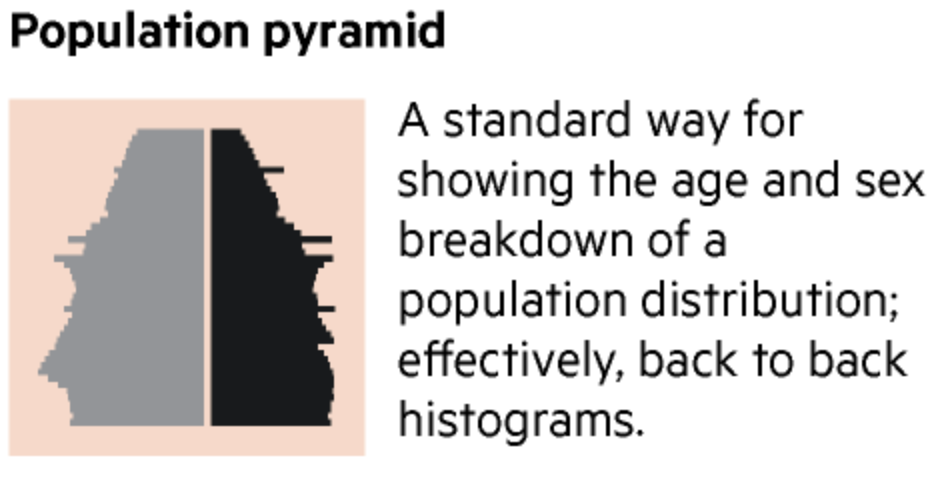 Population pyramid
A standard way for
showing the age and sex
breakdown of a
population distribution;
effectively, back to back
histograms.